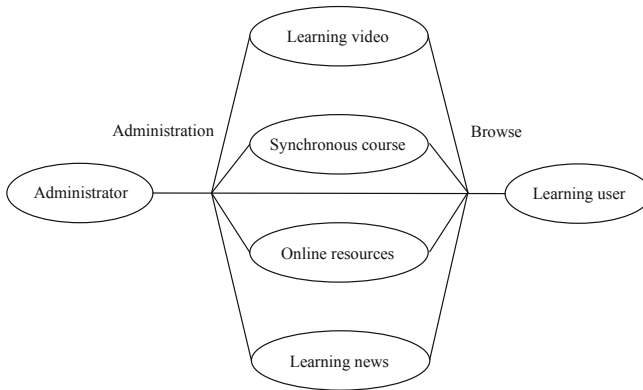 Learning video
Administration
Browse
Synchronous course
Administrator
Learning user
Online resources
Learning news